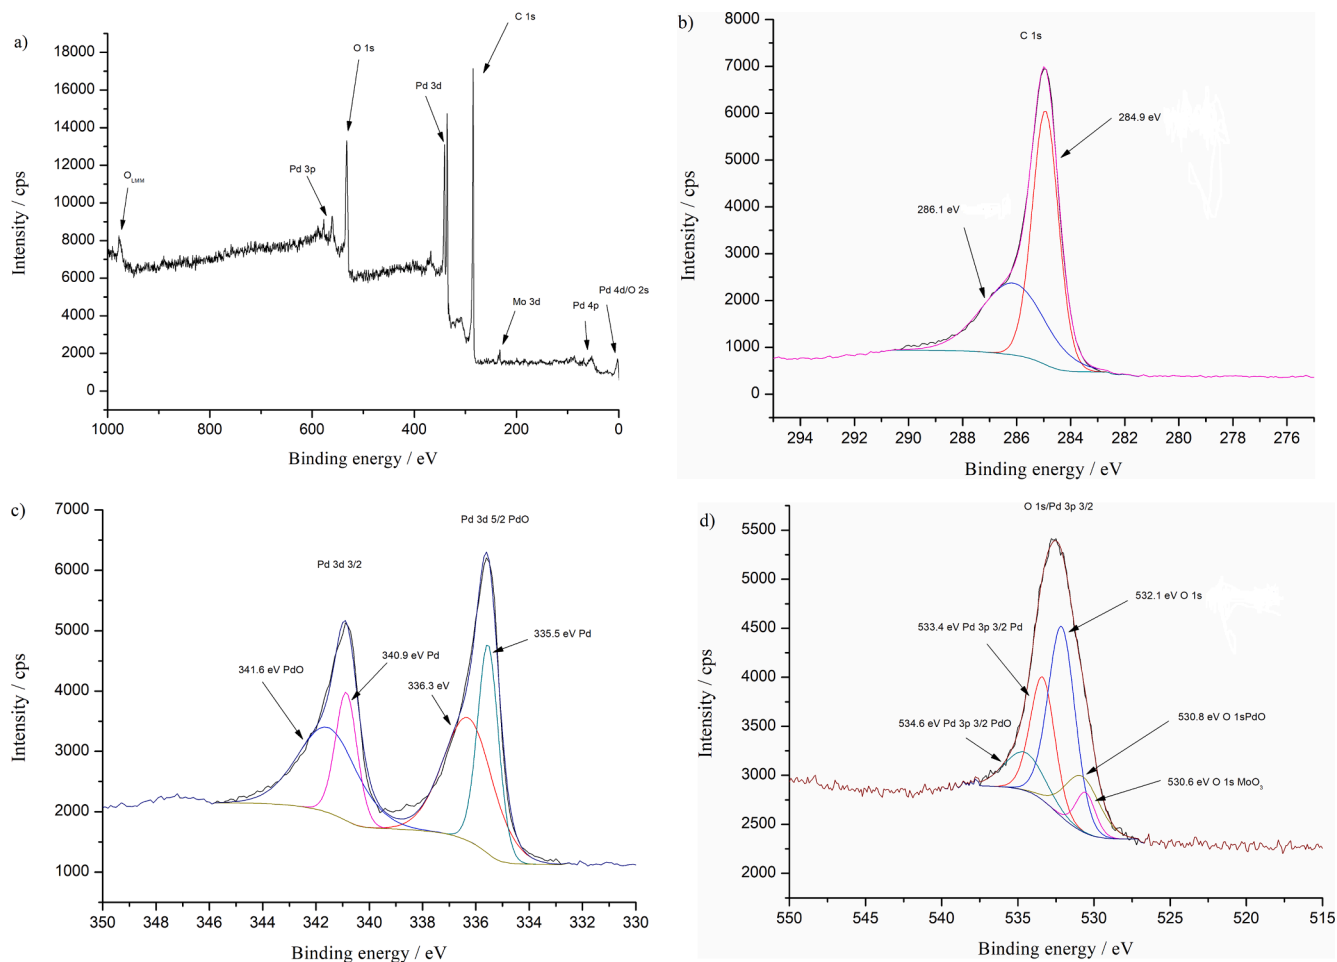 a)
C 1s
O 1s
Pd 3d
Pd 3p
O LMM
Mo 3d
Pd 4p
Pd 4d/O 2s
18000
16000
14000
12000
10000
8000
6000
4000
2000
0
Intensity / cps
1000 800 600 400 200 0
Binding energy / eV
b)
C 1s
284.9 eV
286.1 eV
8000
7000
6000
5000
4000
3000
2000
1000
0
Intensity / cps
294 292 290 288 286 284 282 280 278 276
Binding energy / eV
c)
Pd 3d 5/2 PdO
Pd 3d 3/2
335.5 eV Pd
340.9 eV Pd
341.6 eV PdO
336.3 eV
7000
6000
5000
4000
3000
2000
1000
Intensity / cps
350 348 346 344 342 340 338 336 334 332 330
Binding energy / eV
d)
O 1s/Pd 3p 3/2
532.1 eV O 1s
533.4 eV Pd 3p 3/2 Pd
534.6 eV Pd 3p 3/2 PdO
530.8 eV O 1sPdO
530.6 eV O 1s MoO3
5500
5000
4500
4000
3500
3000
2500
2000
Intensity / cps
550 545 540 535 530 525 520 515
Binding energy / eV